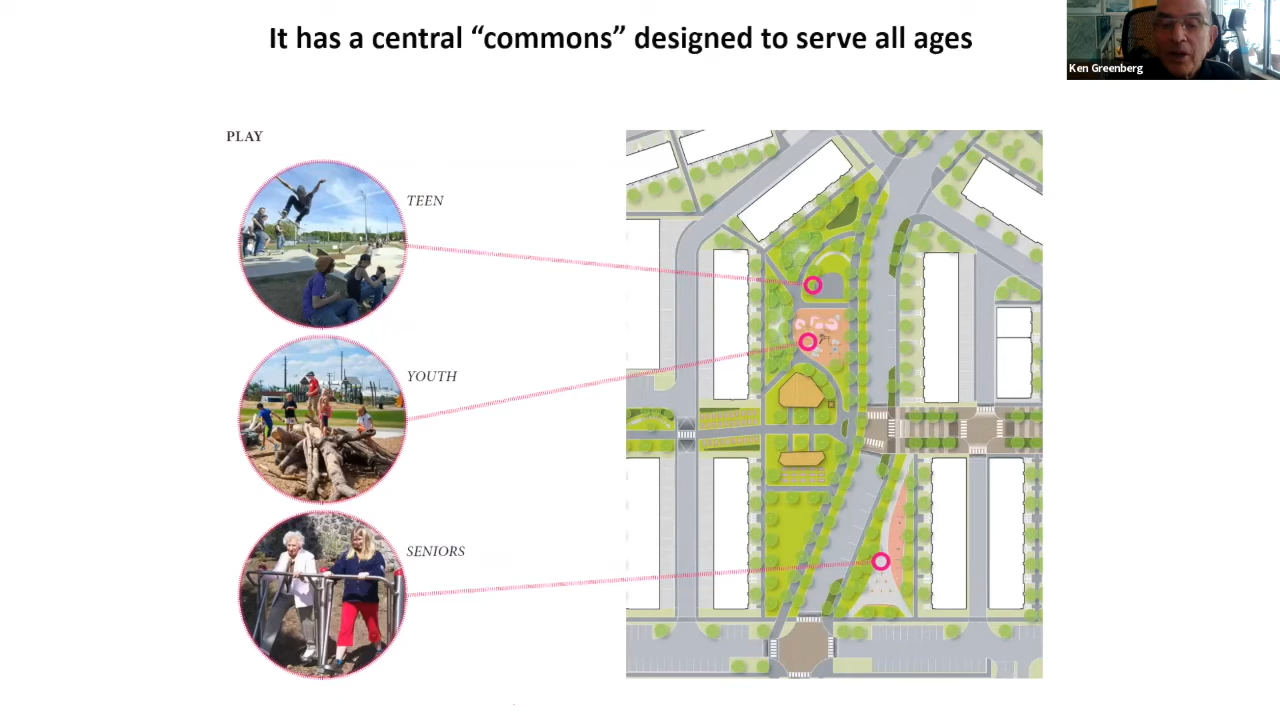 It has a central “commons” designed to serve all ages
Ken Greenberg
PLAY
TEEN
YOUTH
SENIORS